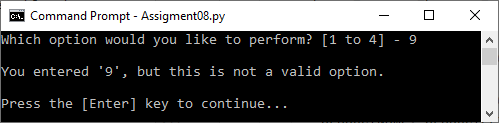 Command Prompt - Assigment08.py
Which option would you like to perform? [1 to 4] - 9
You entered '9', but this is not a valid option.
Press the [Enter] key to continue...